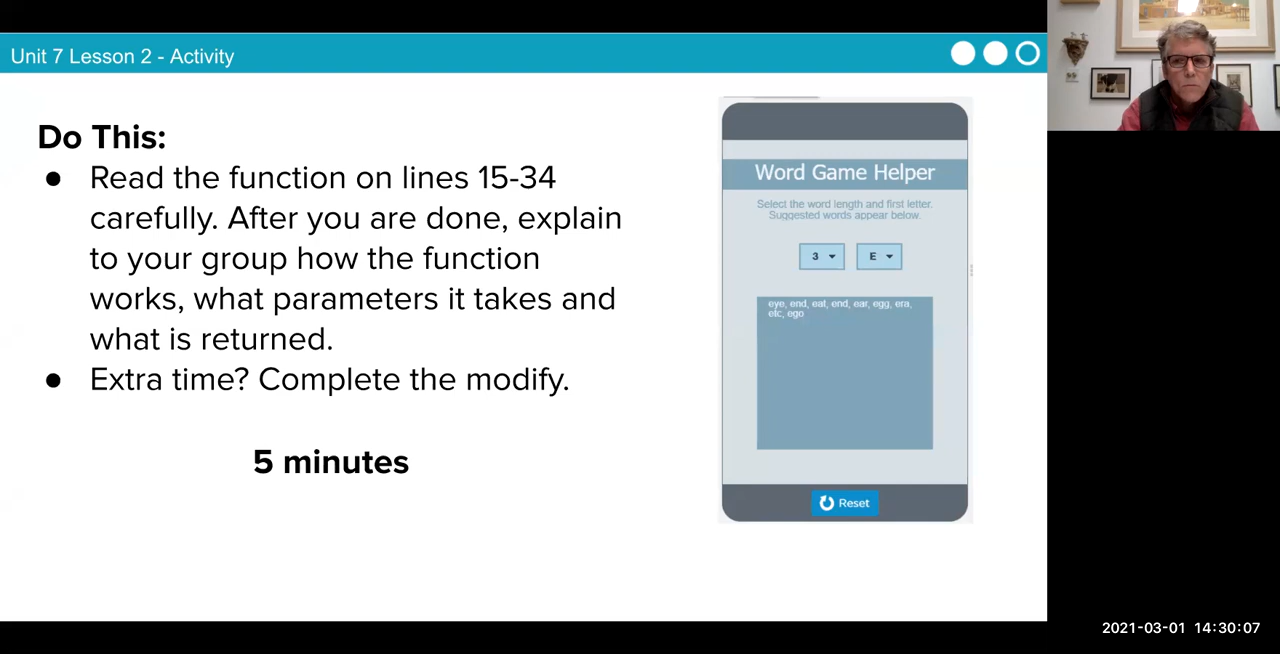 Unit 7 Lesson 2 - Activity
Do This:
● Read the function on lines 15-34
carefully. After you are done, explain
to your group how the function
works, what parameters it takes and
what is returned.
● Extra time? Complete the modify.
5 minutes
Word Game Helper
Select the word length and first letter.
Suggested words appear below.
3 E
eye, end, eat, end, ear, egg, era,
etc, ego
Reset
2021-03-01 14:30:07